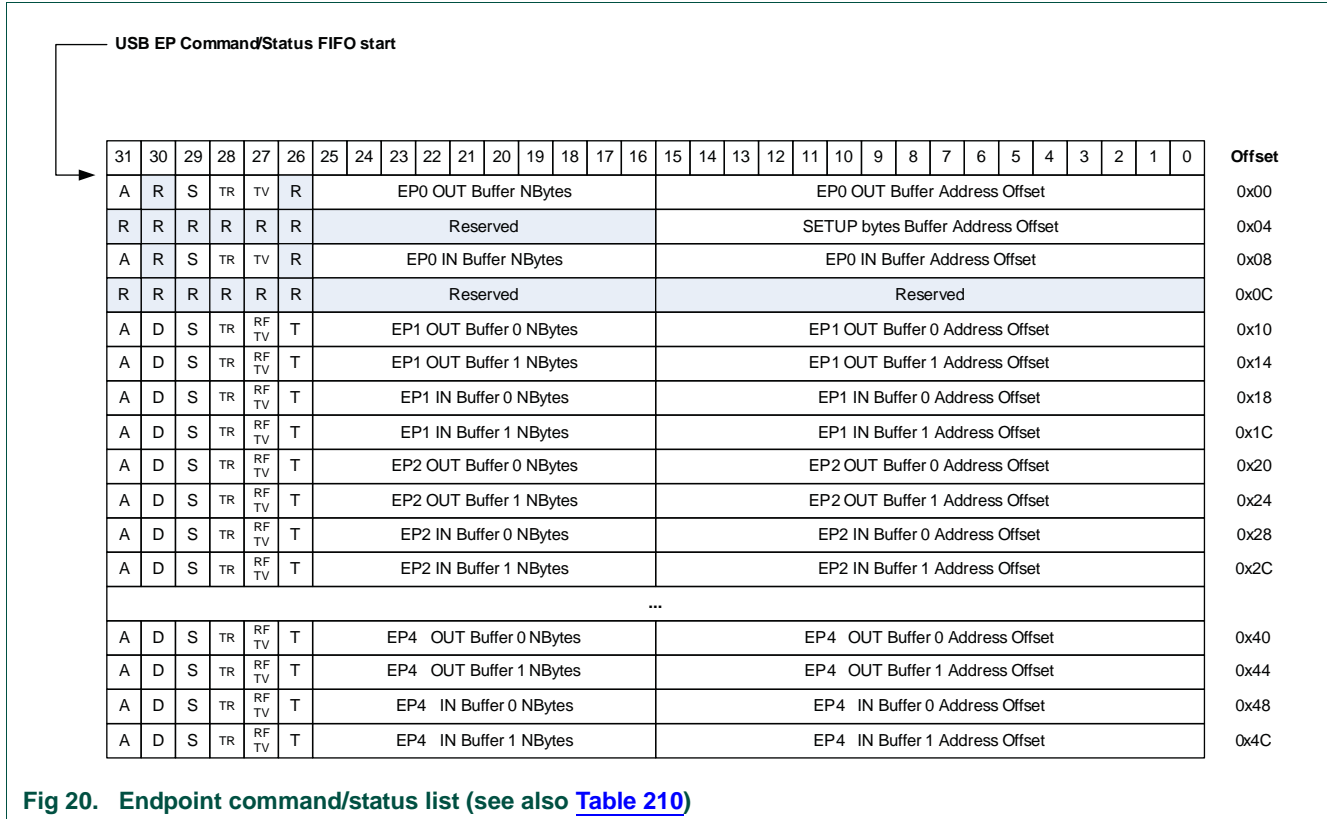 USB EP Command/Status FIFO start
31 30 29 28 27 26 25 24 23 22 21 20 19 18 17 16 15 14 13 12 11 10 9 8 7 6 5 4 3 2 1 0 Offset
A R S TR TV R EP0 OUT Buffer NBytes EP0 OUT Buffer Address Offset 0x00
R R R R R R Reserved SETUP bytes Buffer Address Offset 0x04
A R S TR TV R EP0 IN Buffer NBytes EP0 IN Buffer Address Offset 0x08
R R R R R R Reserved Reserved 0x0C
A D S TR RF TV T EP1 OUT Buffer 0 NBytes EP1 OUT Buffer 0 Address Offset 0x10
A D S TR RF TV T EP1 OUT Buffer 1 NBytes EP1 OUT Buffer 1 Address Offset 0x14
A D S TR RF TV T EP1 IN Buffer 0 NBytes EP1 IN Buffer 0 Address Offset 0x18
A D S TR RF TV T EP1 IN Buffer 1 NBytes EP1 IN Buffer 1 Address Offset 0x1C
A D S TR RF TV T EP2 OUT Buffer 0 NBytes EP2 OUT Buffer 0 Address Offset 0x20
A D S TR RF TV T EP2 OUT Buffer 1 NBytes EP2 OUT Buffer 1 Address Offset 0x24
A D S TR RF TV T EP2 IN Buffer 0 NBytes EP2 IN Buffer 0 Address Offset 0x28
A D S TR RF TV T EP2 IN Buffer 1 NBytes EP2 IN Buffer 1 Address Offset 0x2C
...
A D S TR RF TV T EP4 OUT Buffer 0 NBytes EP4 OUT Buffer 0 Address Offset 0x40
A D S TR RF TV T EP4 OUT Buffer 1 NBytes EP4 OUT Buffer 1 Address Offset 0x44
A D S TR RF TV T EP4 IN Buffer 0 NBytes EP4 IN Buffer 0 Address Offset 0x48
A D S TR RF TV T EP4 IN Buffer 1 NBytes EP4 IN Buffer 1 Address Offset 0x4C
Fig 20. Endpoint command/status list (see also Table 210)